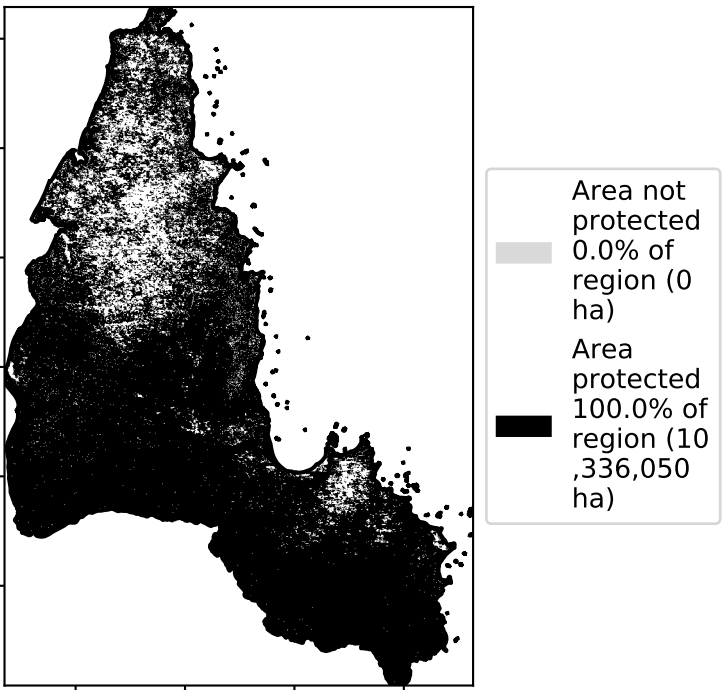 Area not
protected
0.0% of
region (0
ha)
Area
protected
100.0% of
region (10
,336,050
ha)